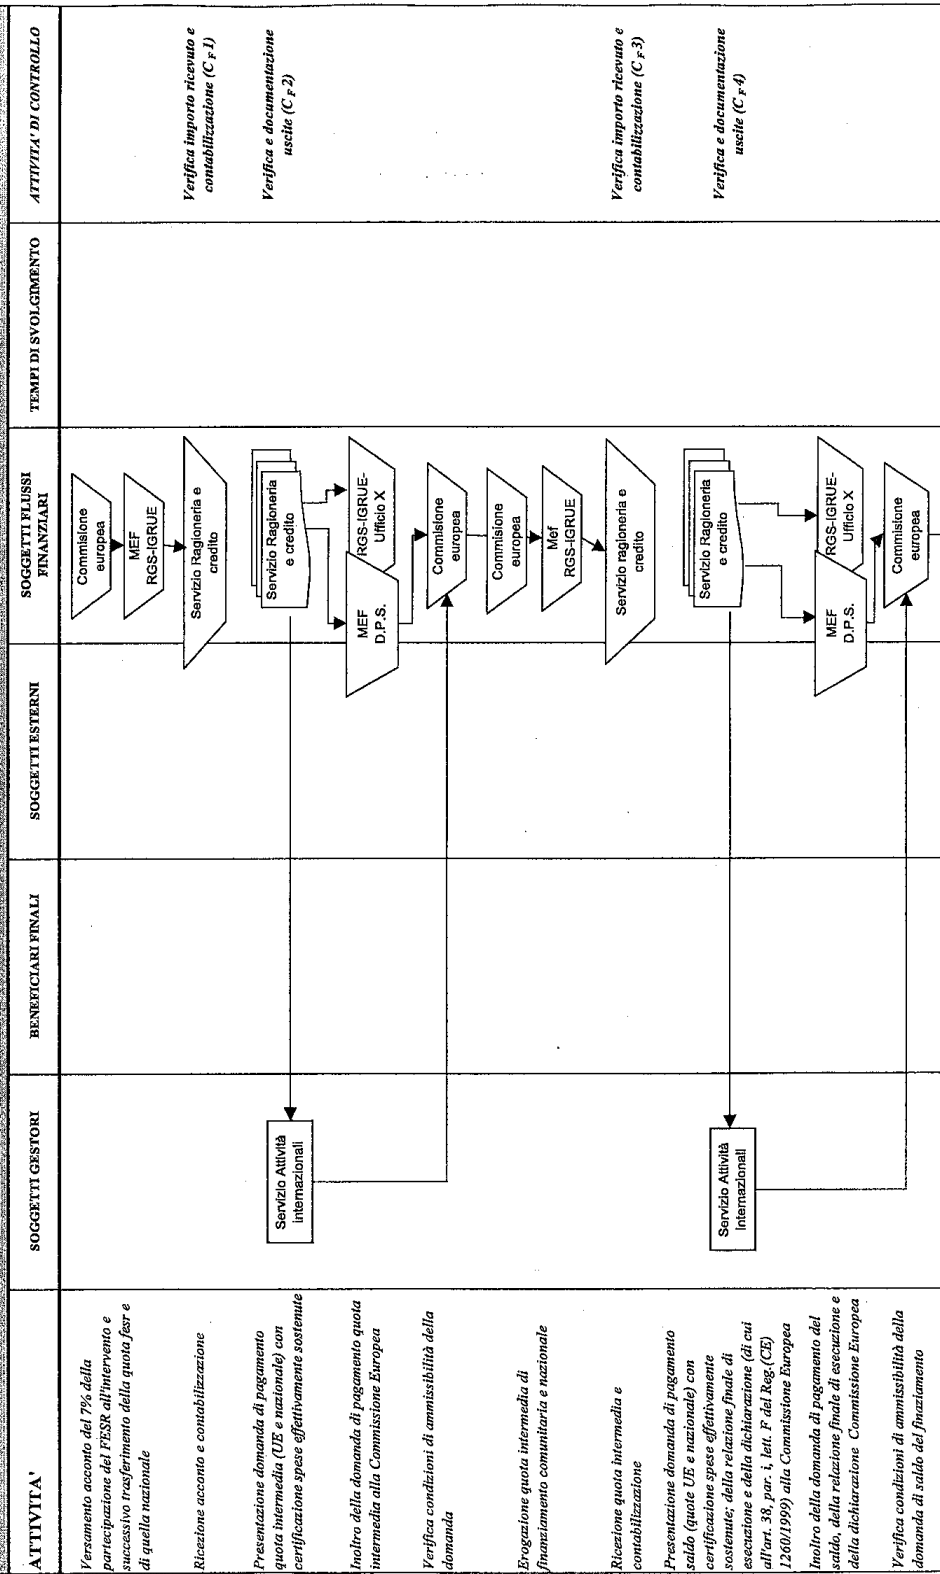 ATTIVITA'
SOGGETTI GESTORI
BENEFICIARI FINALI
SOGGETTI ESTERNI
SOGGETTI FLUSSI
FINANZIARI
TEMPI DI SVOLGIMENTO
ATTIVITA' DI CONTROLLO
Versamento acconto del 7% della
partecipazione del FESR all'intervento e
successivo trasferimento della quota fesr e
di quella nazionale
Commissione
europea
MEF
RGS-IGRUE
Ricezione acconto e contabilizzazione
Servizio Ragioneria e
credito
Verifica importo ricevuto e
contabilizzazione (C F 1)
Presentazione domanda di pagamento
quota intermedia (UE e nazionale) con
certificazione spese effettivamente sostenute
Servizio Attività
internazionali
Servizio Ragioneria
e credito
Verifica e documentazione
uscite (C F 2)
Inoltro della domanda di pagamento quota
intermedia alla Commissione Europea
MEF
D.P.S.
RGS-IGRUE-
Ufficio X
Verifica condizioni di ammissibilità della
domanda
Commisione
europea
Erogazione quota intermedia di
finanziamento comunitaria e nazionale
Commisione
europea
Mef
RGS-IGRUE
Ricezione quota intermedia e
contabilizzazione
Servizio ragioneria e
credito
Verifica importo ricevuto e
contabilizzazione (C F 3)
Presentazione domanda di pagamento
saldo (quote UE e nazionale) con
certificazione spese effettivamente
sostenute, della relazione finale di
esecuzione e della dichiarazione (di cui
all'art. 38, par. i, lett. F del Reg.(CE)
1260/1999) alla Commissione Europea
Servizio Attività
Internazionali
Servizio Ragioneria
e credito
Verifica e documentazione
uscite (C F 4)
Inoltro della domanda di pagamento del
saldo, della relazione finale di esecuzione e
della dichiarazione Commissione Europea
MEF
D.P.S.
RGS-IGRUE-
Ufficio X
Verifica condizioni di ammissibilità della
domanda di saldo del finaziamento
Commisione
europea